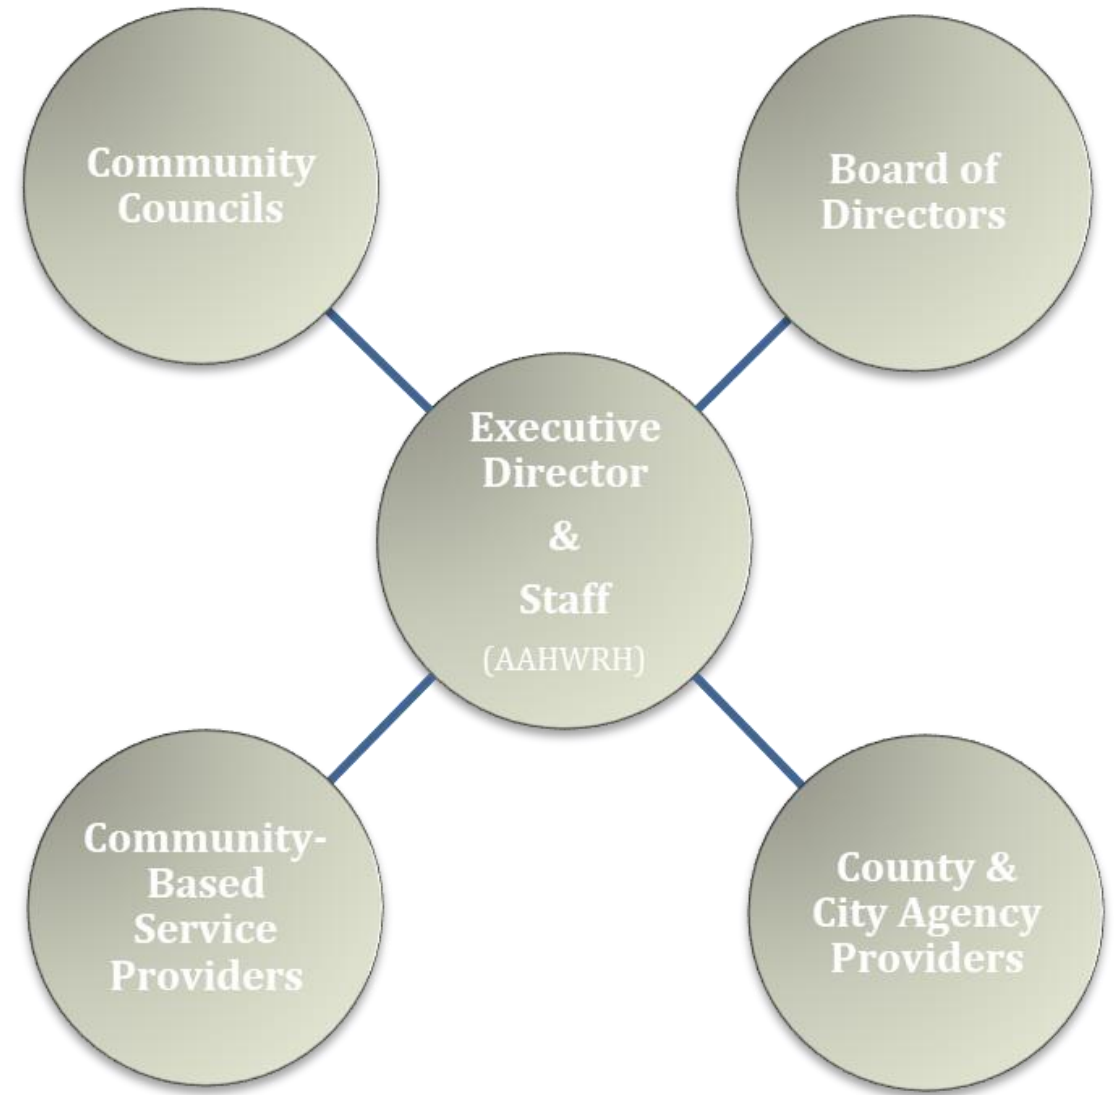 Community
Councils
Board of
Directors
Executive
Director
&
Staff
(AAHWRH)
Community-
Based
Service
Providers
County &
City Agency
Providers